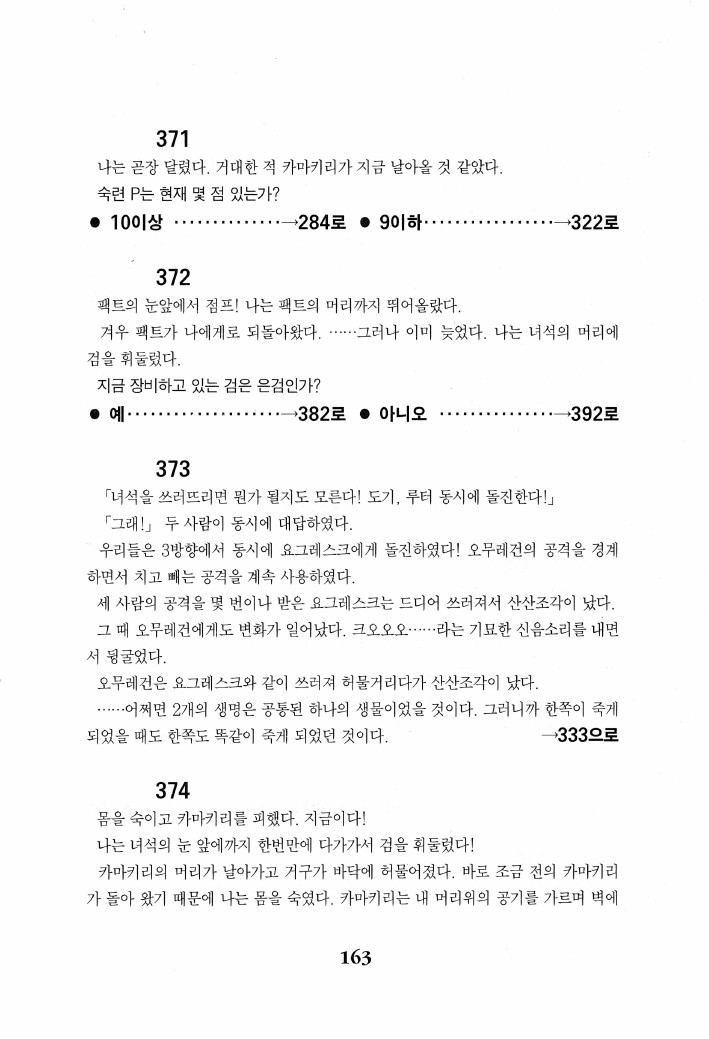 371
나는 곧장 달렸다. 거대한 적 카마키리가 지금 날아올 것 같았다.
숙련 P는 현재 몇 점 있는가?
● 10이상 ··············→284로 ● 9이하·················→322로
372
팩트의 눈앞에서 점프! 나는 팩트의 머리까지 뛰어올랐다.
겨우 팩트가 나에게로 되돌아왔다. ……그러나 이미 늦었다. 나는 녀석의 머리에
검을 휘둘렀다.
지금 장비하고 있는 검은 은검인가?
● 예····················→382로 ● 아니오 ···············→392로
373
「녀석을 쓰러뜨리면 뭔가 될지도 모른다! 도기, 루터 동시에 돌진한다!」
「그래!」 두 사람이 동시에 대답하였다.
우리들은 3방향에서 동시에 요그레스크에게 돌진하였다! 오무레건의 공격을 경계
하면서 치고 빼는 공격을 계속 사용하였다.
세 사람의 공격을 몇 번이나 받은 요그레스크는 드디어 쓰러져서 산산조각이 났다.
그 때 오무레건에게도 변화가 일어났다. 크오오오……라는 기묘한 신음소리를 내면
서 뒹굴었다.
오무레건은 요그레스크와 같이 쓰러져 허물거리다가 산산조각이 났다.
……어쩌면 2개의 생명은 공통된 하나의 생물이었을 것이다. 그러니까 한쪽이 죽게
되었을 때도 한쪽도 똑같이 죽게 되었던 것이다. →333으로
374
몸을 숙이고 카마키리를 피했다. 지금이다!
나는 녀석의 눈 앞에까지 한번만에 다가가서 검을 휘둘렀다!
카마키리의 머리가 날아가고 거구가 바닥에 허물어졌다. 바로 조금 전의 카마키리
가 돌아 왔기 때문에 나는 몸을 숙였다. 카마키리는 내 머리위의 공기를 가르며 벽에
163